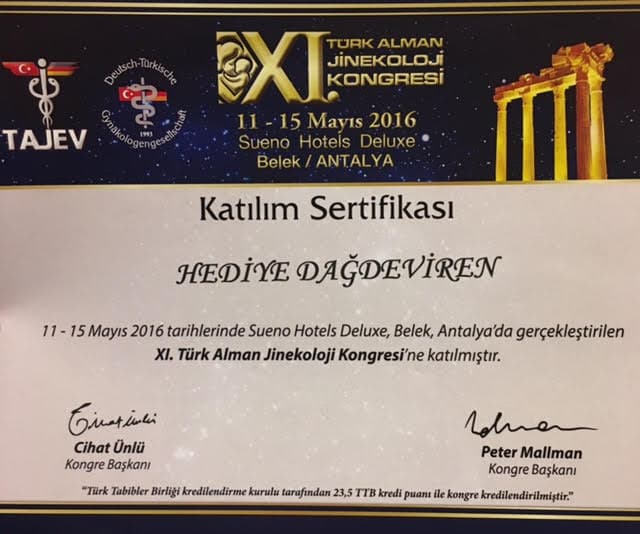 TAJEV
Deutsch-Türkische
Gynäkologengesellschaft
1993
XI. TÜRK ALMAN
JİNEKOLOJİ
KONGRESİ
11 - 15 Mayıs 2016
Sueno Hotels Deluxe
Belek / ANTALYA
Katılım Sertifikası
HEDİYE DAĞDEVİREN
11 - 15 Mayıs 2016 tarihlerinde Sueno Hotels Deluxe, Belek, Antalya'da gerçekleştirilen
XI. Türk Alman Jinekoloji Kongresi'ne katılmıştır.
Cihat Ünlü
Kongre Başkanı
Peter Mallman
Kongre Başkanı
"Türk Tabibler Birliği kredilendirme kurulu tarafından 23,5 TTB kredi puanı ile kongre kredilendirilmiştir."